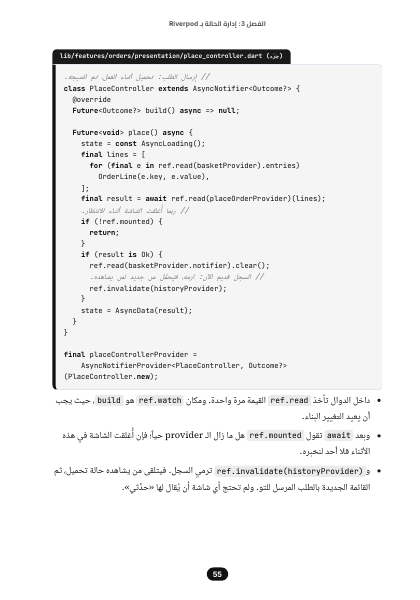 الفصل 3: إدارة الحالة بـ Riverpod
lib/features/orders/presentation/place_controller.dart (جزء)
// إرسال الطلب: تحميل أثناء العمل، ثم النتيجة.
class PlaceController extends AsyncNotifier<Outcome?> {
  @override
  Future<Outcome?> build() async => null;

  Future<void> place() async {
    state = const AsyncLoading();
    final lines = [
      for (final e in ref.read(basketProvider).entries)
        OrderLine(e.key, e.value),
    ];
    final result = await ref.read(placeOrderProvider)(lines);
    // ربما أُغلقت الشاشة أثناء الانتظار.
    if (!ref.mounted) {
      return;
    }
    if (result is Ok) {
      ref.read(basketProvider.notifier).clear();
      // السجل قديم الآن: ارمه، فيُحمَّل من جديد لمن يشاهده.
      ref.invalidate(historyProvider);
    }
    state = AsyncData(result);
  }
}

final placeControllerProvider =
    AsyncNotifierProvider<PlaceController, Outcome?>
(PlaceController.new);
• داخل الدوال تأخذ ref.read القيمة مرة واحدة. ومكان ref.watch هو build، حيث يجب
أن يعيد التغيير البناء.
• وبعد await تقول ref.mounted هل ما زال الـ provider حياً؛ فإن أُغلقت الشاشة في هذه
الأثناء فلا أحد لنخبره.
• و ref.invalidate(historyProvider) ترمي السجل. فيتلقى من يشاهده حالة تحميل، ثم
القائمة الجديدة بالطلب المرسل للتو. ولم تحتج أي شاشة أن يُقال لها «حدّثي».
55